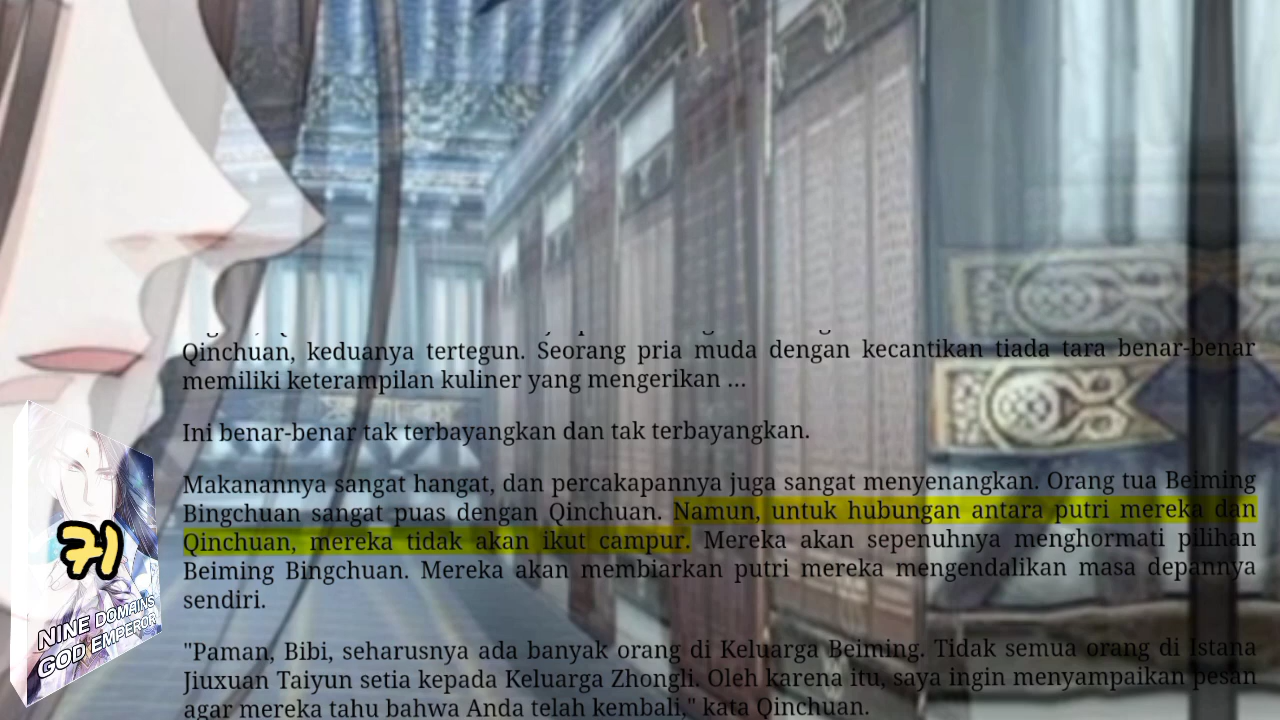 Qinchuan, keduanya tertegun. Seorang pria muda dengan kecantikan tiada tara benar-benar
memiliki keterampilan kuliner yang mengerikan ...
Ini benar-benar tak terbayangkan dan tak terbayangkan.
Makanannya sangat hangat, dan percakapannya juga sangat menyenangkan. Orang tua Beiming
Bingchuan sangat puas dengan Qinchuan. Namun, untuk hubungan antara putri mereka dan
Qinchuan, mereka tidak akan ikut campur. Mereka akan sepenuhnya menghormati pilihan
Beiming Bingchuan. Mereka akan membiarkan putri mereka mengendalikan masa depannya
sendiri.
"Paman, Bibi, seharusnya ada banyak orang di Keluarga Beiming. Tidak semua orang di Istana
Jiuxuan Taiyun setia kepada Keluarga Zhongli. Oleh karena itu, saya ingin menyampaikan pesan
agar mereka tahu bahwa Anda telah kembali," kata Qinchuan.
71
NINE DOMAINS
GOD EMPEROR